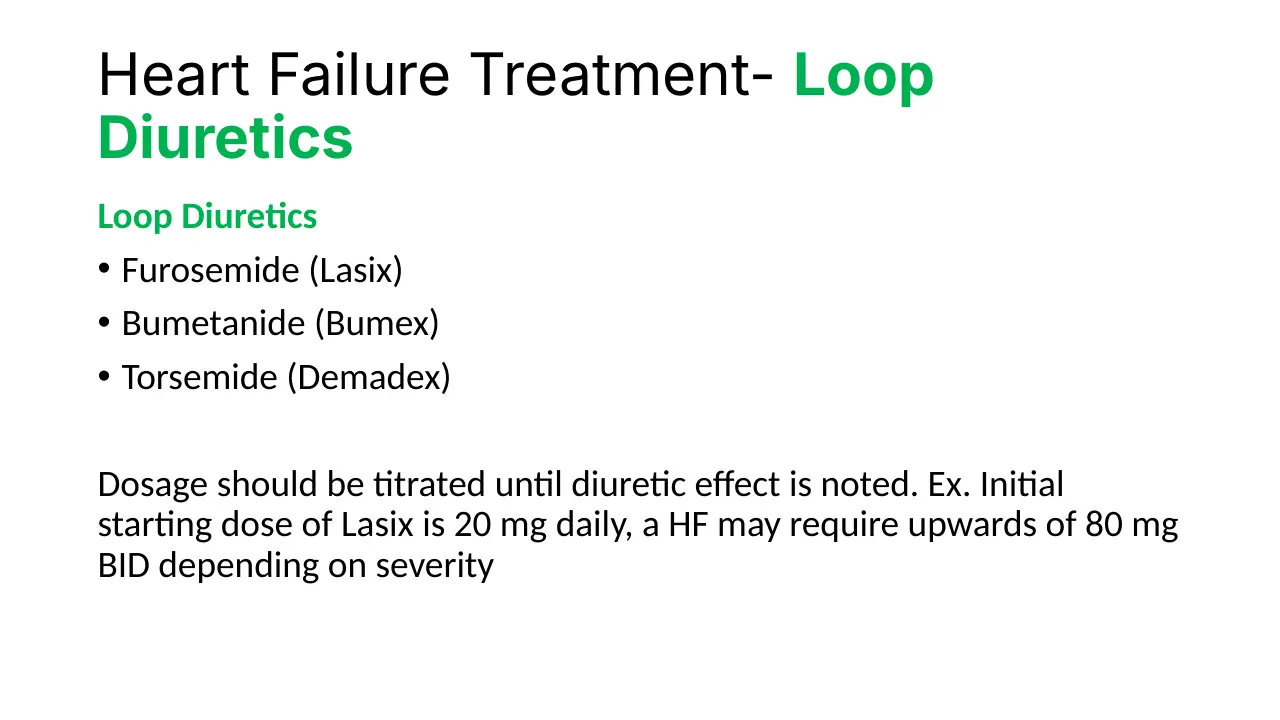 Heart Failure Treatment- Loop
Diuretics
Loop Diuretics
• Furosemide (Lasix)
• Bumetanide (Bumex)
• Torsemide (Demadex)
Dosage should be titrated until diuretic effect is noted. Ex. Initial
starting dose of Lasix is 20 mg daily, a HF may require upwards of 80 mg
BID depending on severity